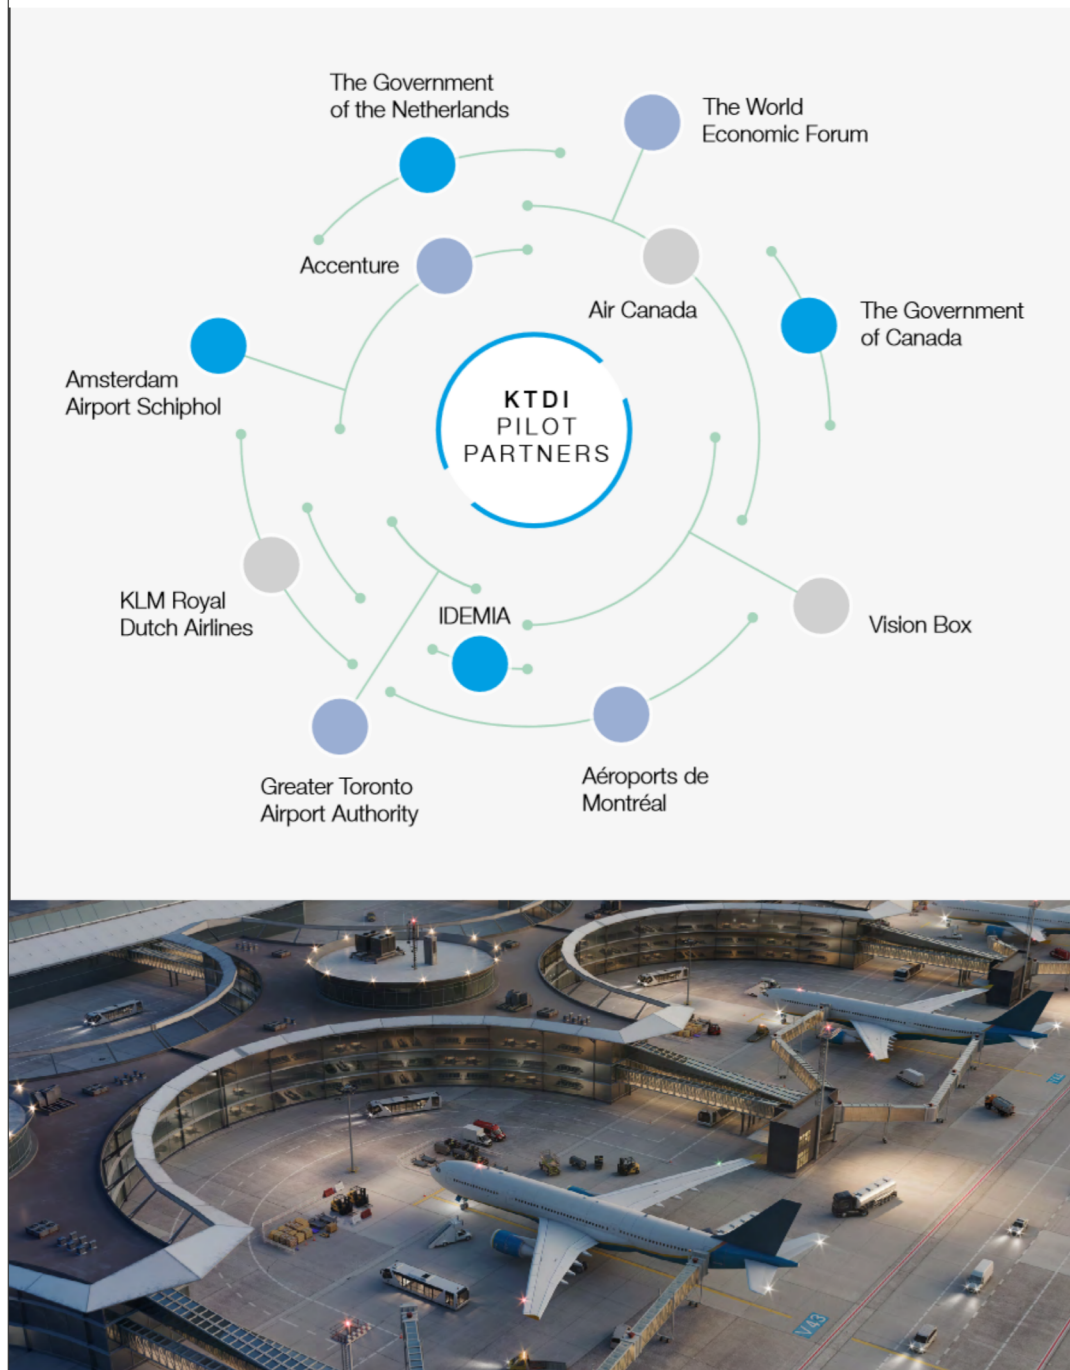 The Government
of the Netherlands
The World
Economic Forum
Accenture
Air Canada
The Government
of Canada
Amsterdam
Airport Schiphol
KTDI
PILOT
PARTNERS
KLM Royal
Dutch Airlines
IDEMIA
Vision Box
Greater Toronto
Airport Authority
Aéroports de
Montréal
V43